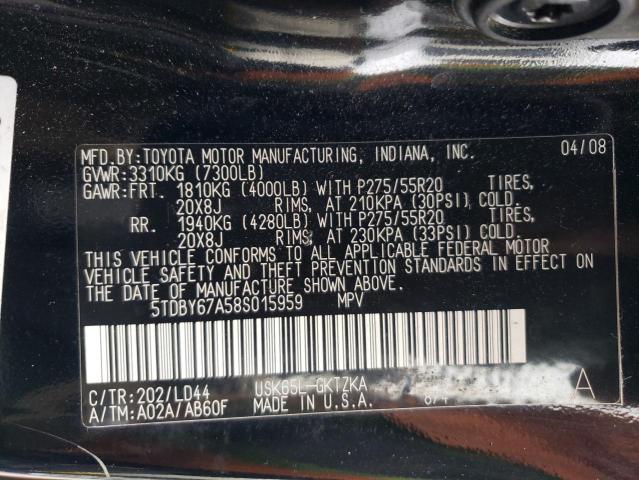 MFD.BY:TOYOTA MOTOR MANUFACTURING, INDIANA, INC. 04/08
GVWR:3310KG (7300LB)
GAWR:FRT. 1810KG (4000LB) WITH P275/55R20 TIRES,
20X8J RIMS, AT 210KPA (30PSI) COLD.
RR. 1940KG (4280LB) WITH P275/55R20 TIRES,
20X8J RIMS, AT 230KPA (33PSI) COLD.
THIS VEHICLE CONFORMS TO ALL APPLICABLE FEDERAL MOTOR
VEHICLE SAFETY AND THEFT PREVENTION STANDARDS IN EFFECT ON
THE DATE OF MANUFACTURE SHOWN ABOVE.
5TDBY67A58S015959 MPV
C/TR:202/LD44 USK65L-GKTZKA A
A/TM:A02A/AB60F MADE IN U.S.A.